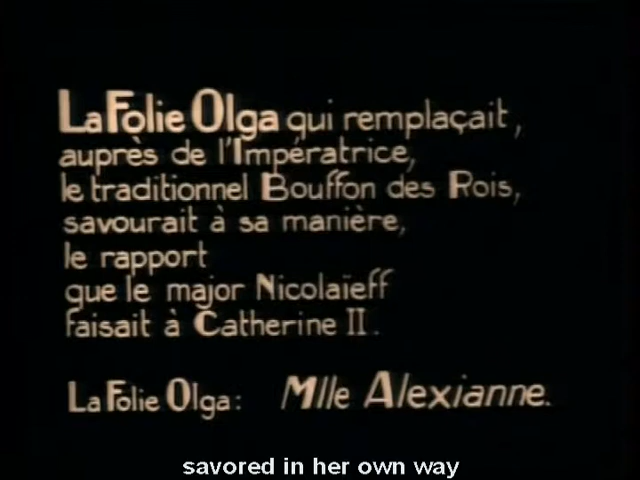 La Folie Olga qui remplaçait,
auprès de l'Impératrice,
le traditionnel Bouffon des Rois,
savourait à sa manière,
le rapport
que le major Nicolaïeff
faisait à Catherine II.
La Folie Olga: Mlle Alexianne.
savored in her own way